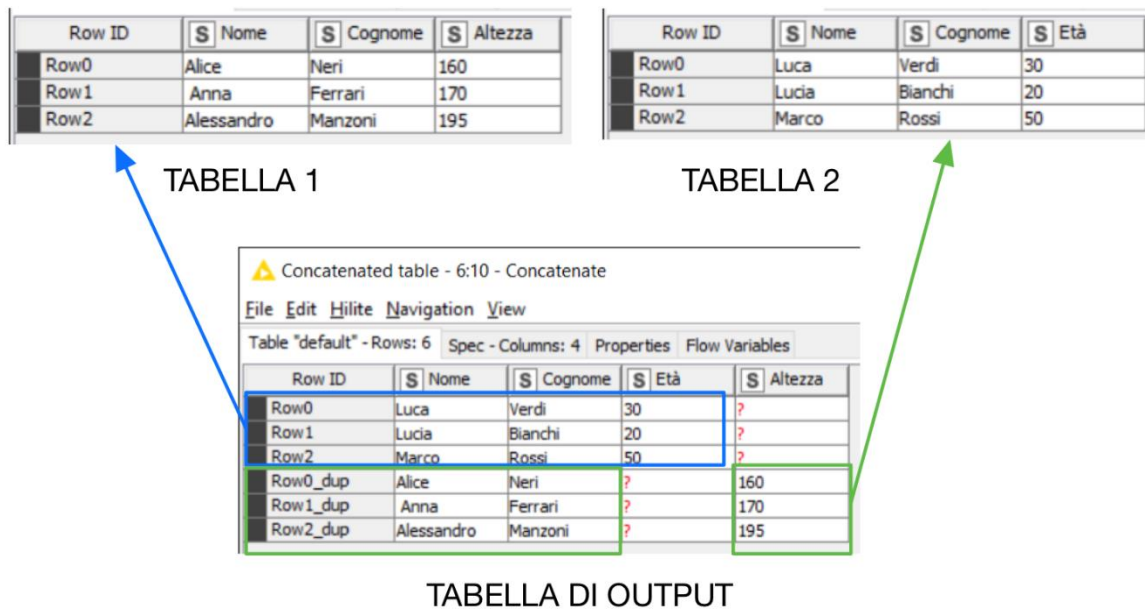 Row ID S Nome S Cognome S Altezza
Row0 Alice Neri 160
Row1 Anna Ferrari 170
Row2 Alessandro Manzoni 195
TABELLA 1
Row ID S Nome S Cognome S Età
Row0 Luca Verdi 30
Row1 Lucia Bianchi 20
Row2 Marco Rossi 50
TABELLA 2
Concatenated table - 6:10 - Concatenate
File Edit Hilite Navigation View
Table "default" - Rows: 6 Spec - Columns: 4 Properties Flow Variables
Row ID S Nome S Cognome S Età S Altezza
Row0 Luca Verdi 30 ?
Row1 Lucia Bianchi 20 ?
Row2 Marco Rossi 50 ?
Row0_dup Alice Neri ? 160
Row1_dup Anna Ferrari ? 170
Row2_dup Alessandro Manzoni ? 195
TABELLA DI OUTPUT